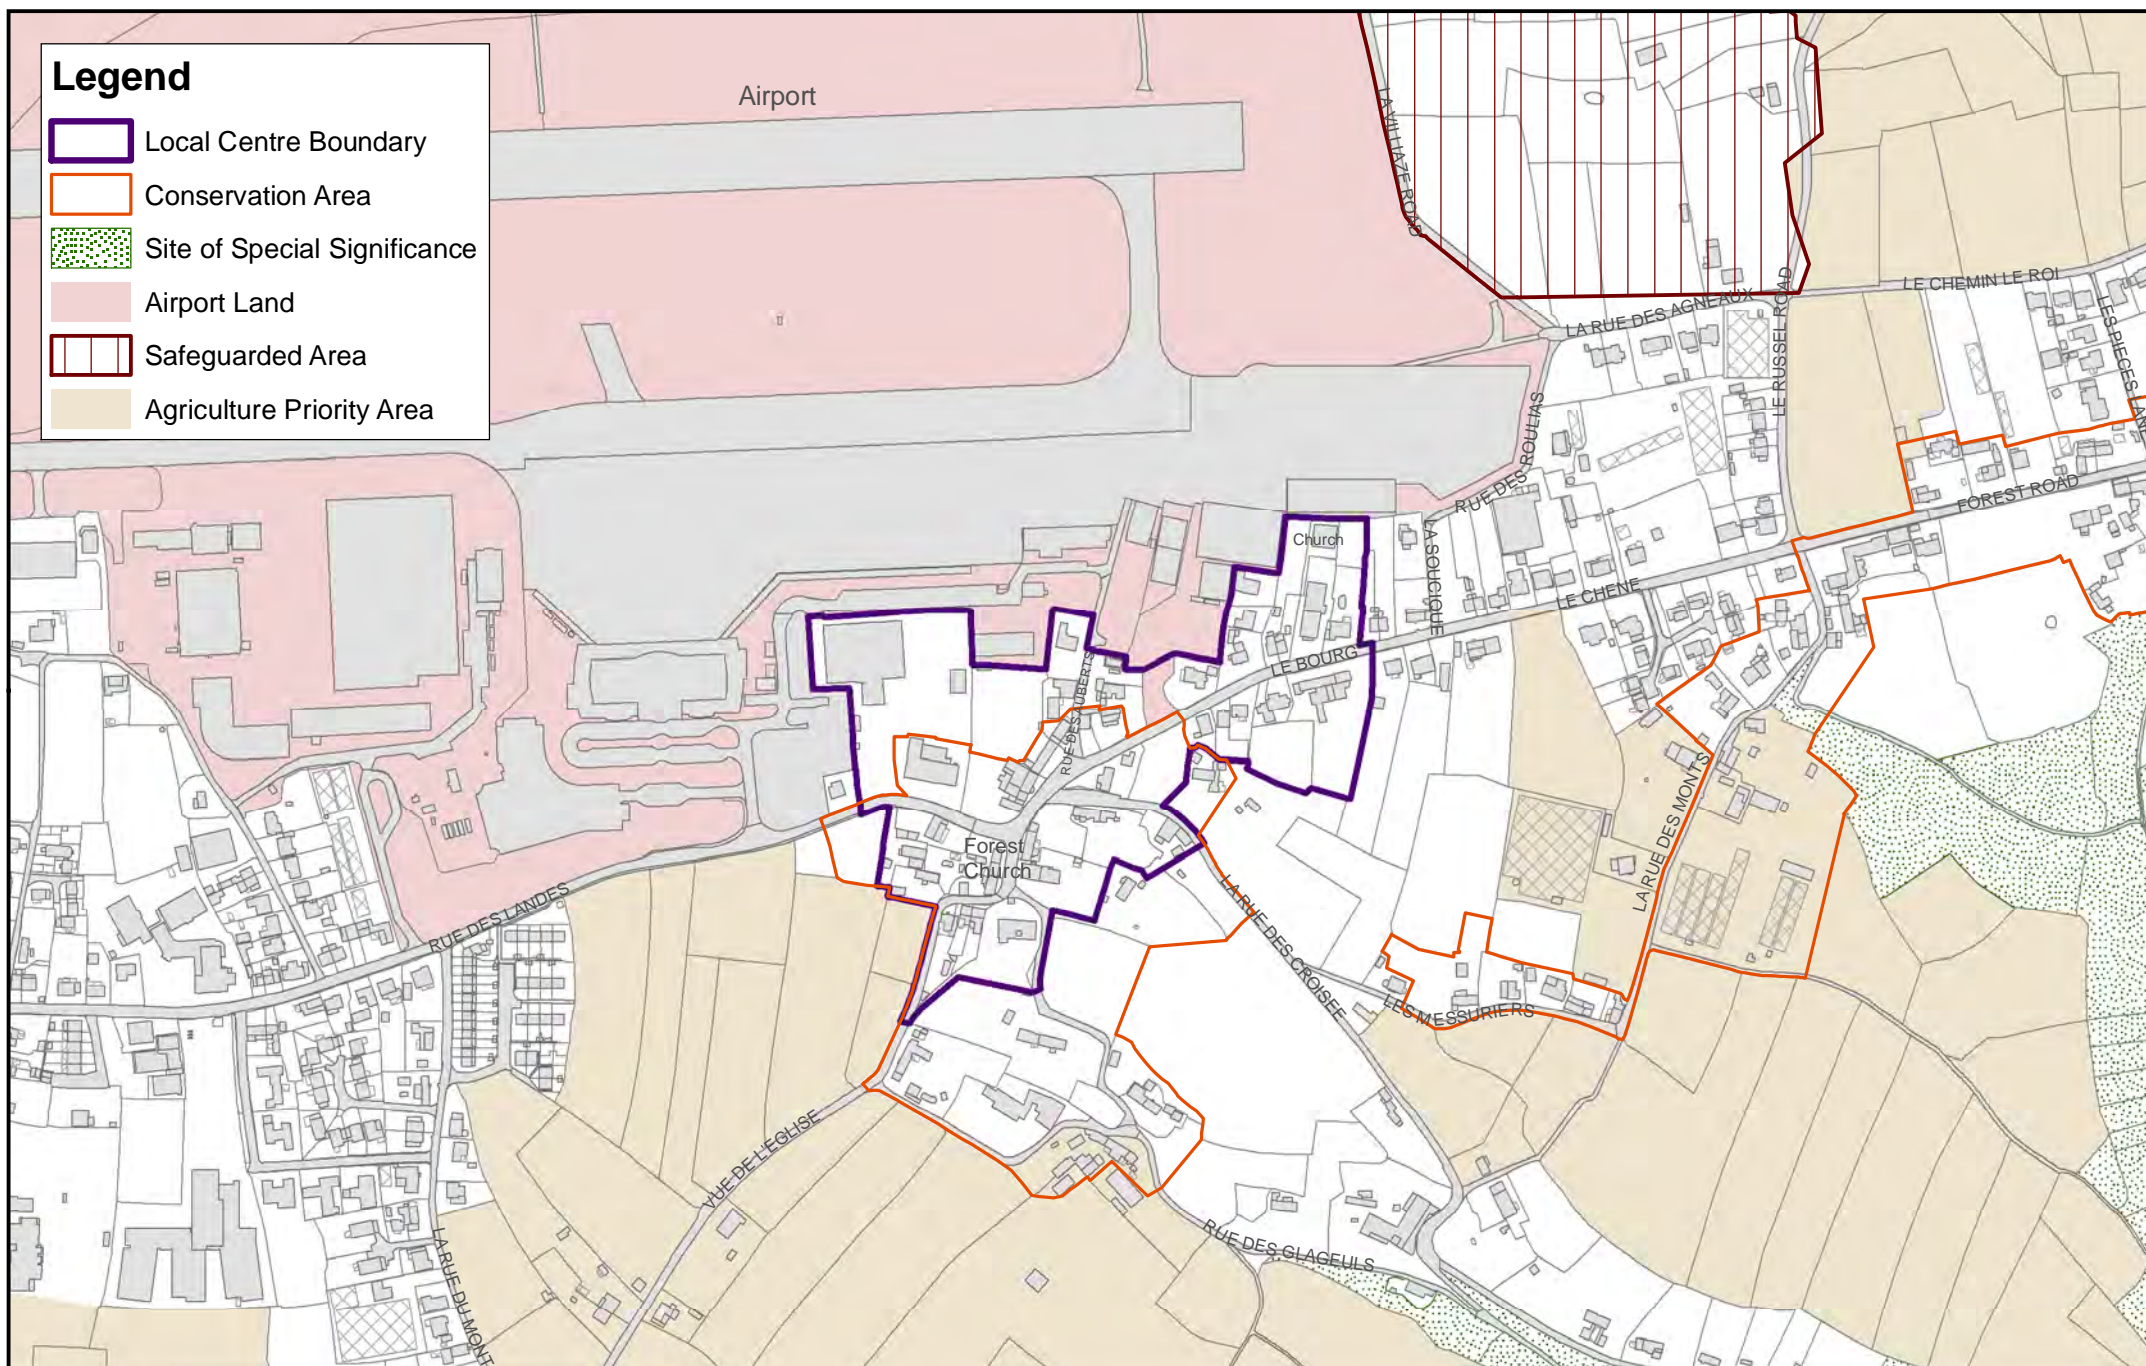 Legend
Local Centre Boundary
Conservation Area
Site of Special Significance
Airport Land
Safeguarded Area
Agriculture Priority Area
Airport
LA VILLIAZE ROAD
LE CHEMIN LE ROI
LA RUE DES AGNEAUX
LE RUSSEL ROAD
LES PIECES LANE
RUE DES ROULIAS
FOREST ROAD
Church
LA SOUCIQUE
LE CHENE
LE BOURG
RUE DES AUBERTS
LA RUE DES MONTS
Forest
Church
RUE DES LANDES
LA RUE DES CROISEE
LES MESSURIERS
VUE DE L'EGLISE
RUE DES GLAGEULS
LA RUE DU MONT